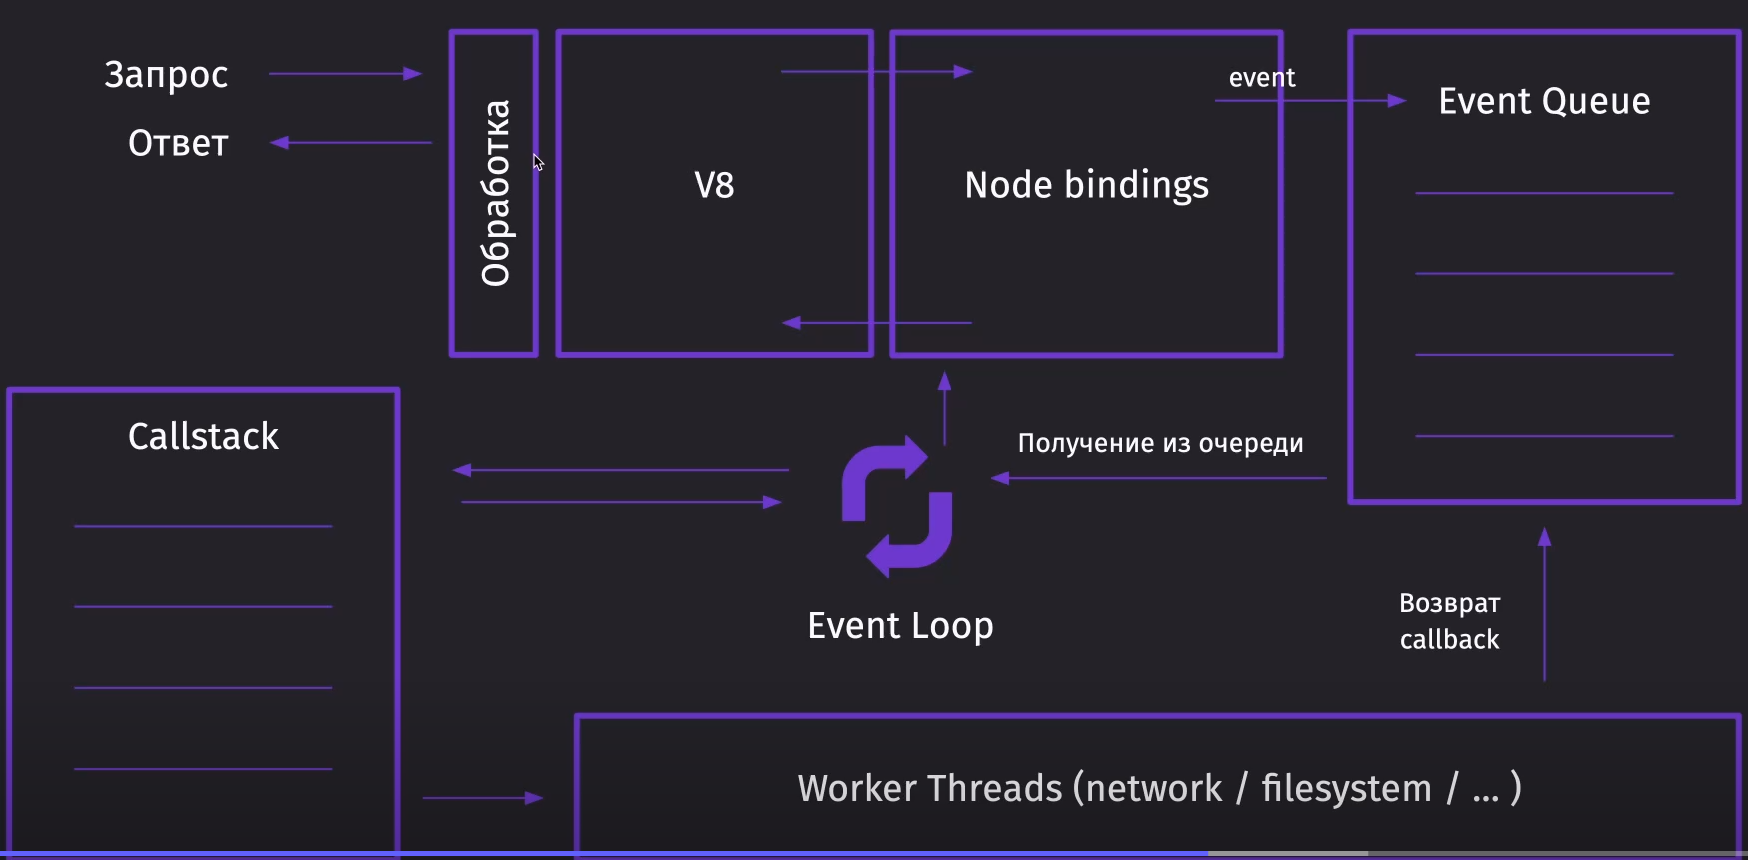 Запрос
Ответ
Обработка
V8
Node bindings
event
Event Queue
Callstack
Получение из очереди
Event Loop
Возврат
callback
Worker Threads (network / filesystem / ... )